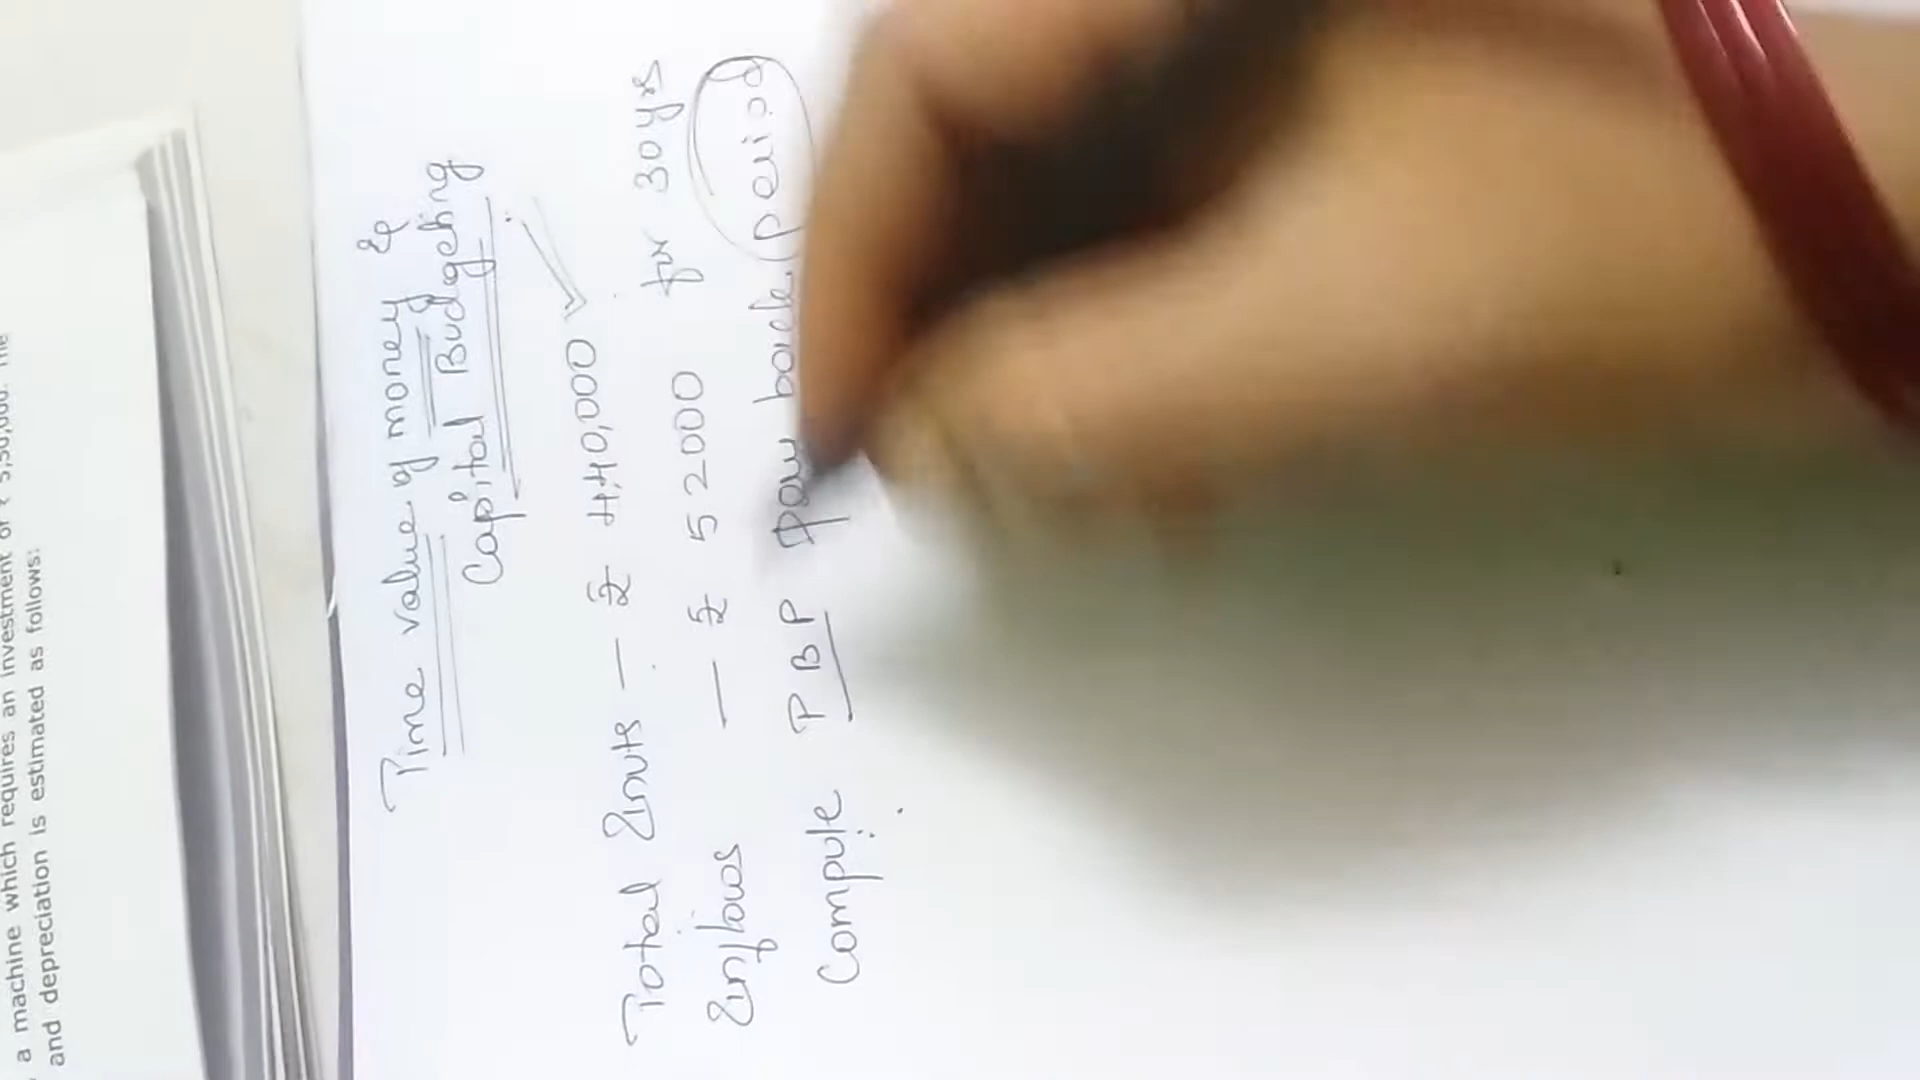 a machine which requires an investment of ₹ 5,50,000. The
and depreciation is estimated as follows:
Time value of money &
Capital Budgeting
Total Invts — ₹ 4,40,000
Inflows — ₹ 52000 for 30 yrs
Compute PBP Pay back period